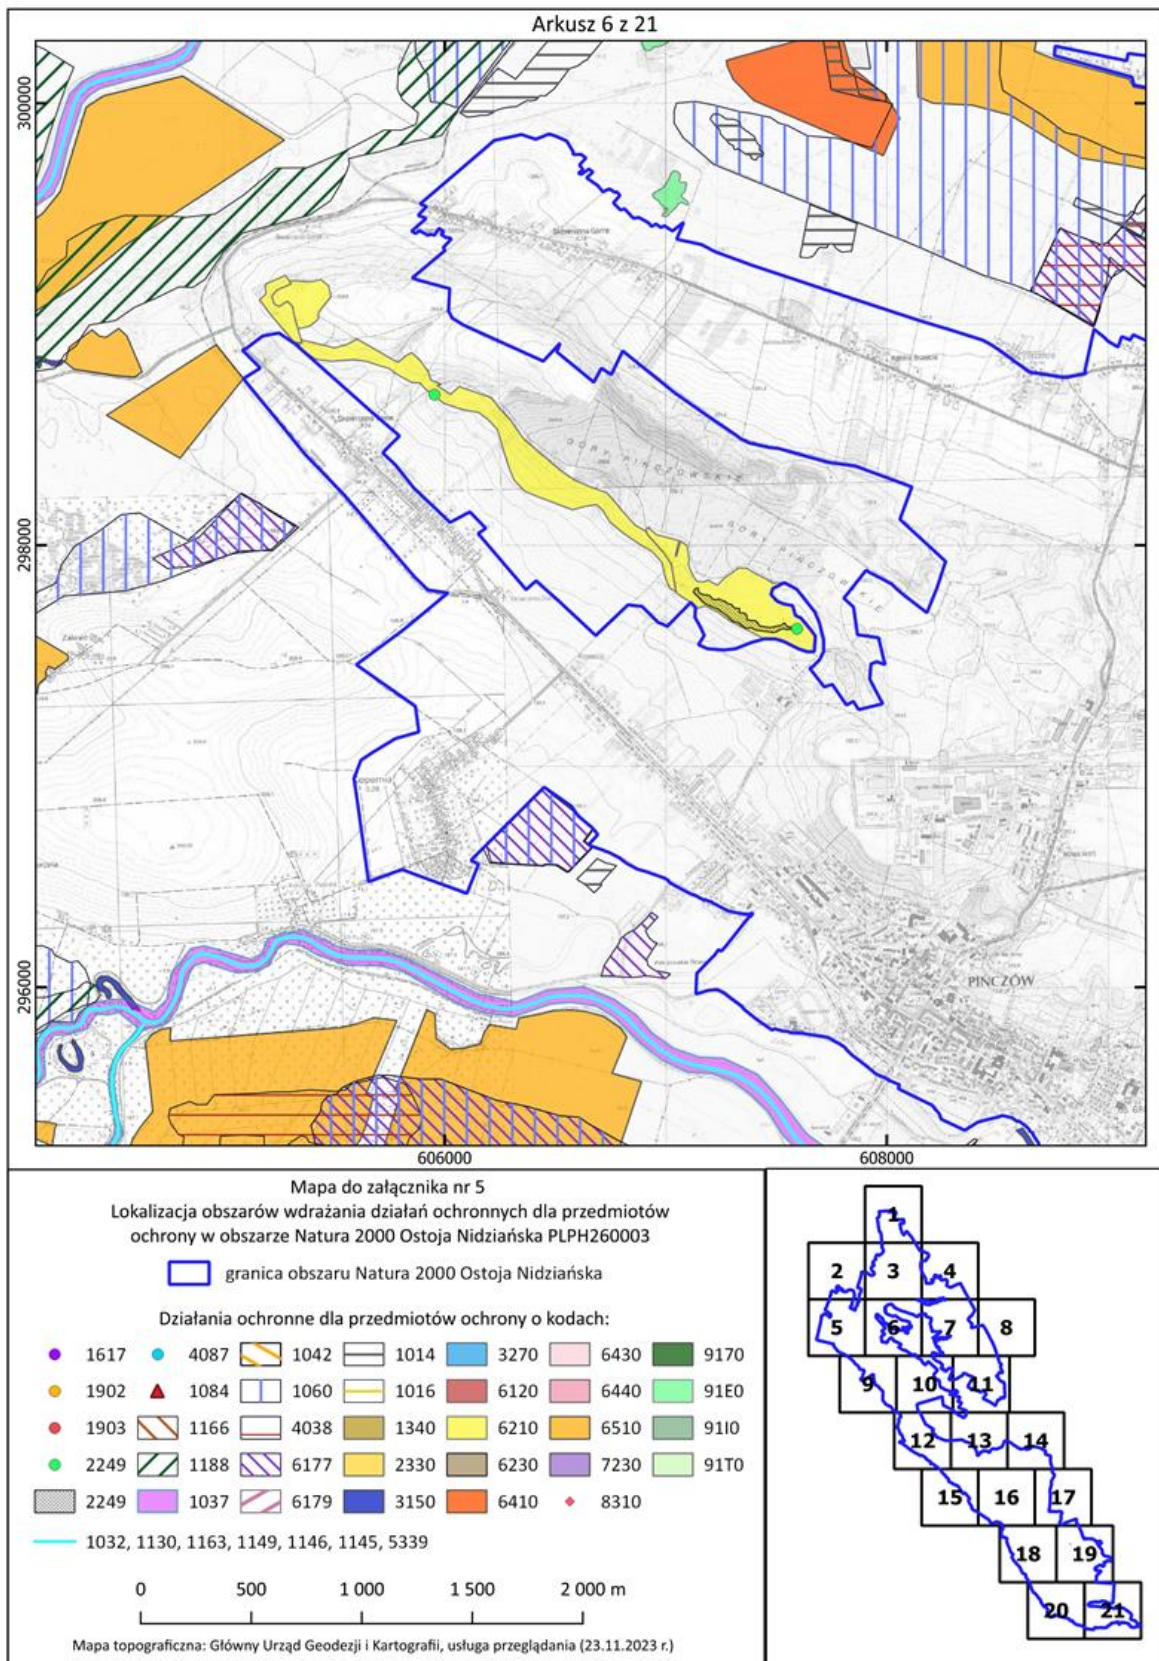 Arkusz 6 z 21
300000
298000
296000
GÓRY PIŃCZOWSKIE
GÓRY PIŃCZOWSKIE
PIŃCZÓW
606000
608000
Mapa do załącznika nr 5
Lokalizacja obszarów wdrażania działań ochronnych dla przedmiotów
ochrony w obszarze Natura 2000 Ostoja Nidziańska PLPH260003
granica obszaru Natura 2000 Ostoja Nidziańska
Działania ochronne dla przedmiotów ochrony o kodach:
1617 4087 1042 1014 3270 6430 9170
1902 1084 1060 1016 6120 6440 91E0
1903 1166 4038 1340 6210 6510 91I0
2249 1188 6177 2330 6230 7230 91T0
2249 1037 6179 3150 6410 8310
1032, 1130, 1163, 1149, 1146, 1145, 5339
0 500 1 000 1 500 2 000 m
Mapa topograficzna: Główny Urząd Geodezji i Kartografii, usługa przeglądania (23.11.2023 r.)
1
2 3 4
5 6 7 8
9 10 11
12 13 14
15 16 17
18 19
20 21